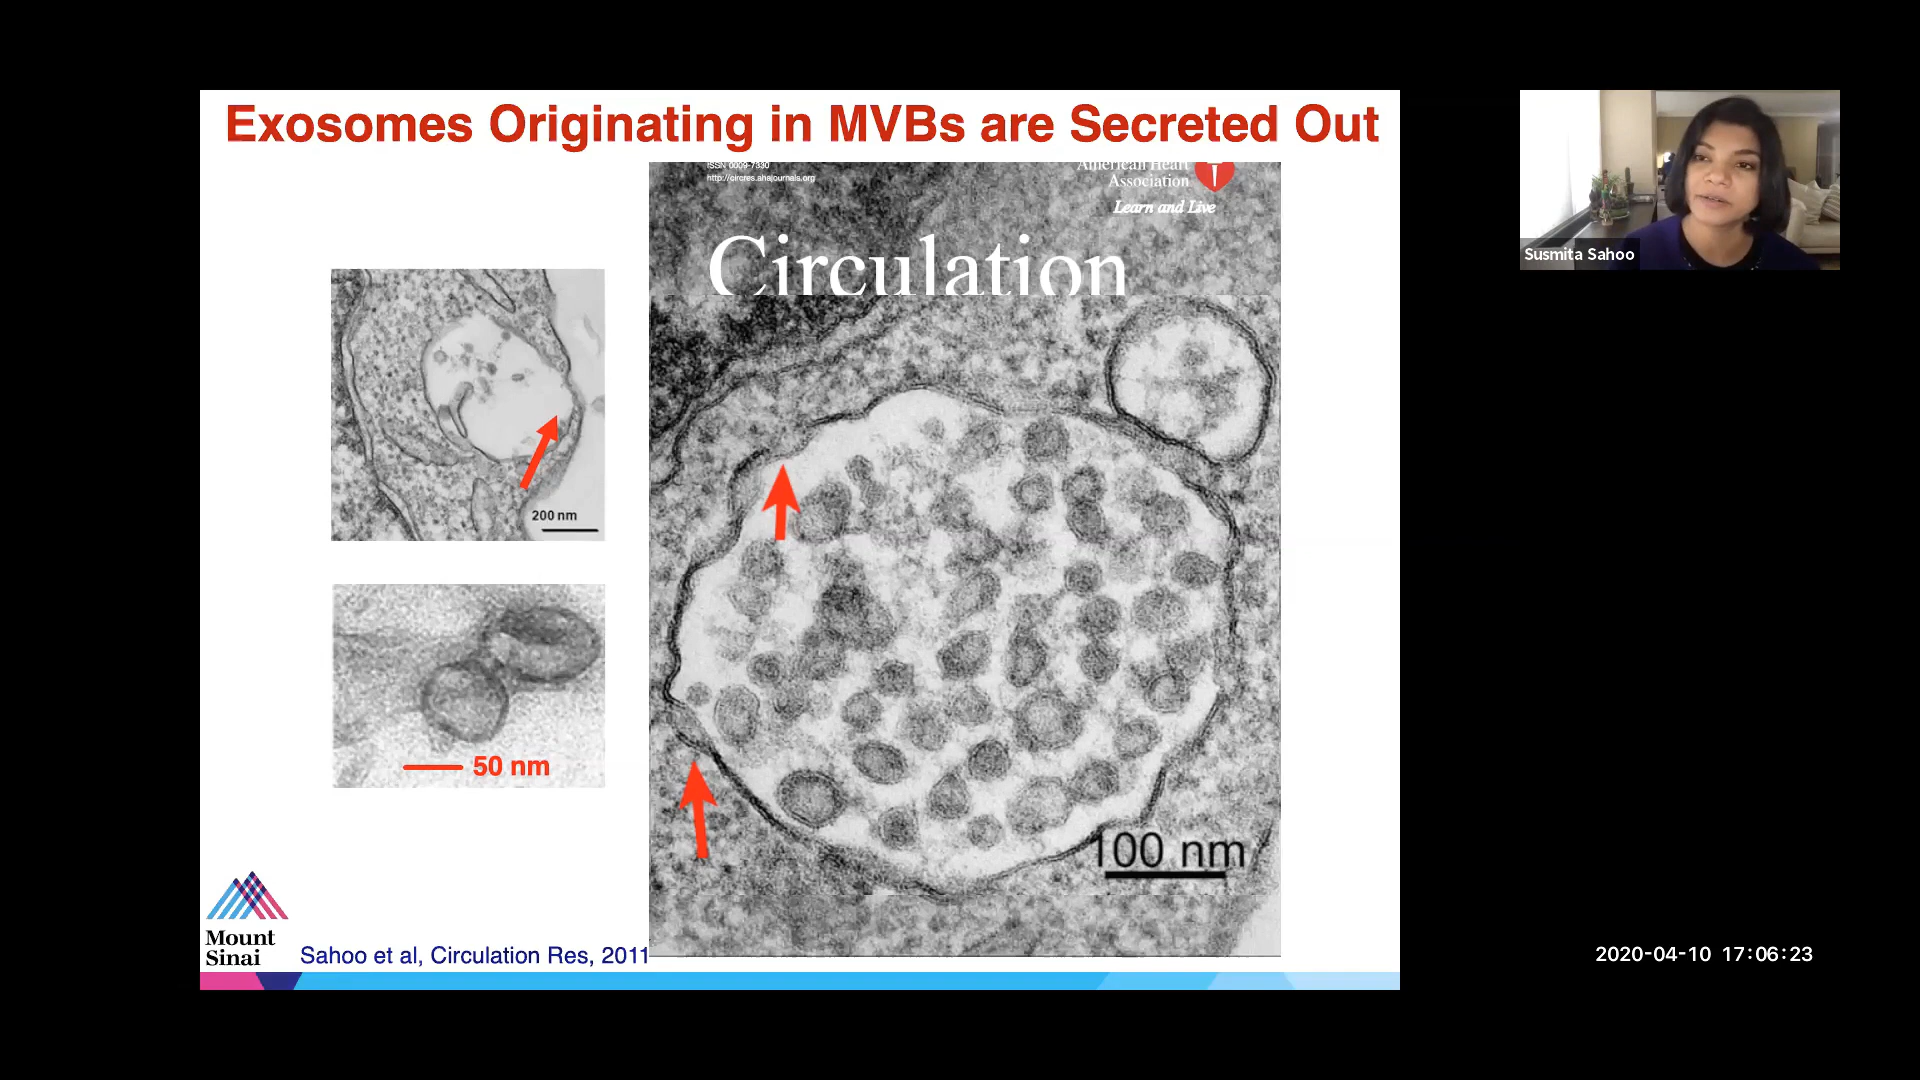 Exosomes Originating in MVBs are Secreted Out
ISSN 0009-7330
http://circres.ahajournals.org
American Heart
Association
Learn and Live
Circulation
200 nm
50 nm
100 nm
Mount
Sinai
Sahoo et al, Circulation Res, 2011
Susmita Sahoo
2020-04-10 17:06:23